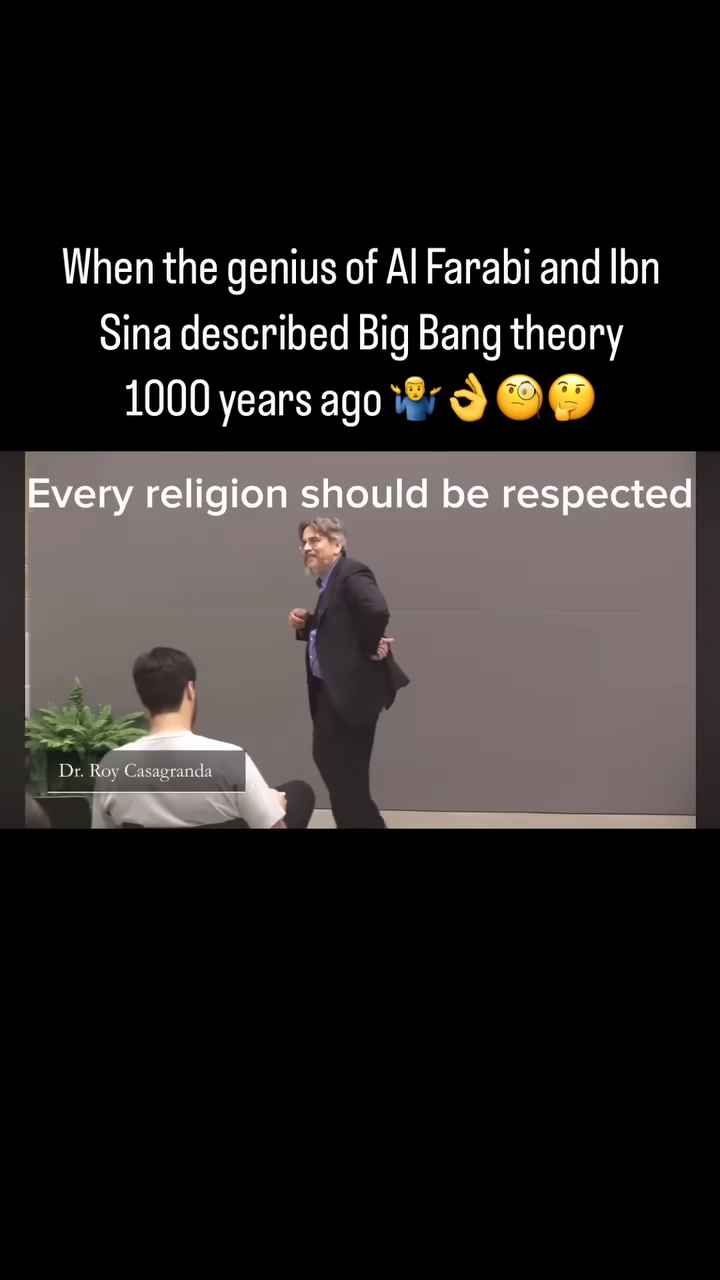 When the genius of Al Farabi and Ibn
Sina described Big Bang theory
1000 years ago 🤷‍♂️👌🧐🤔
Every religion should be respected
Dr. Roy Casagranda